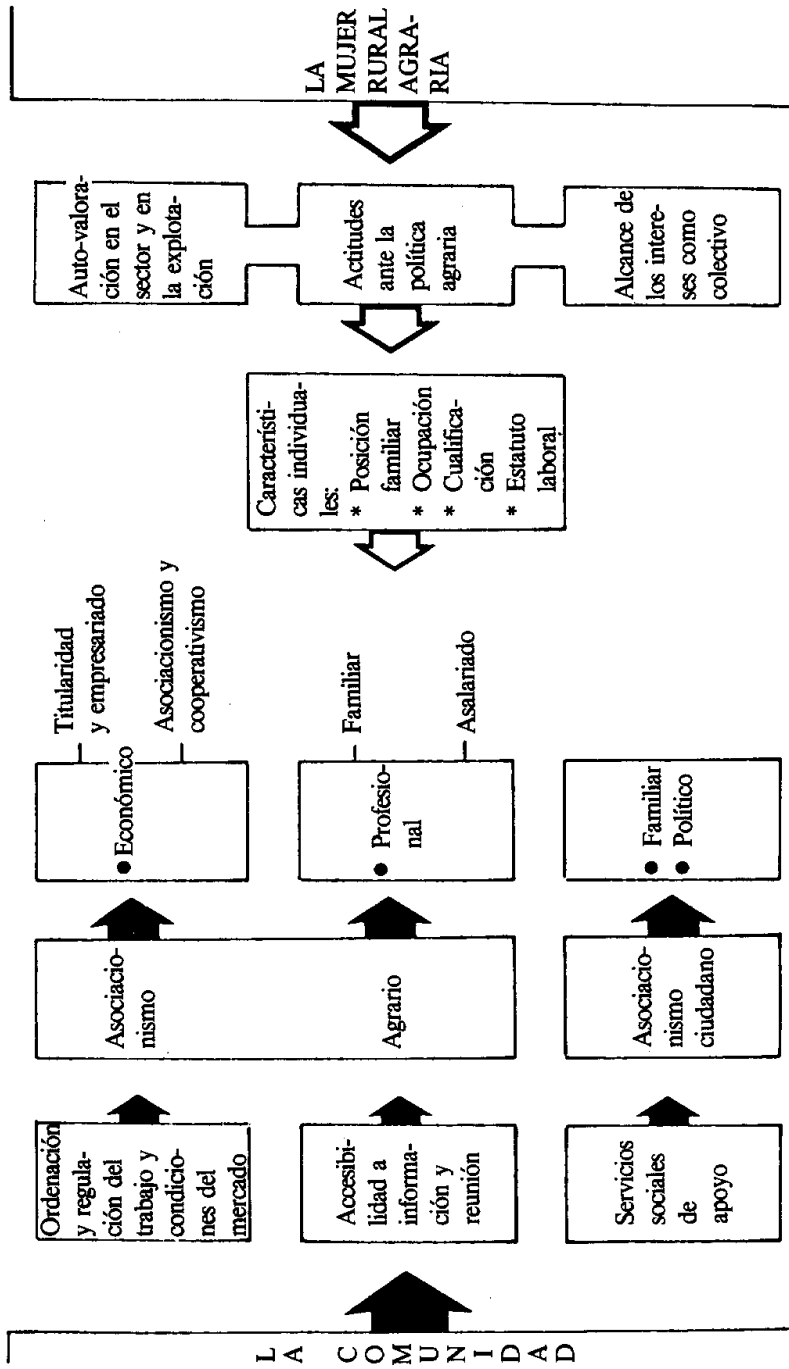 LA COMUNIDAD
Ordenación
y regula-
ción del
trabajo y
condicio-
nes del
mercado
Accesibi-
lidad a
informa-
ción y
reunión
Servicios
sociales
de
apoyo
Asociacio-
nismo
Agrario
Asociacio-
nismo
ciudadano
● Económico
Titularidad
y empresariado
Asociacionismo y
cooperativismo
● Profesio-
nal
Familiar
Asalariado
● Familiar
● Político
Característi-
cas individua-
les:
* Posición
familiar
* Ocupación
* Cualifica-
ción
* Estatuto
laboral
Auto-valora-
ción en el
sector y en
la explota-
ción
Actitudes
ante la
política
agraria
Alcance de
los intere-
ses como
colectivo
LA
MUJER
RURAL
AGRA-
RIA